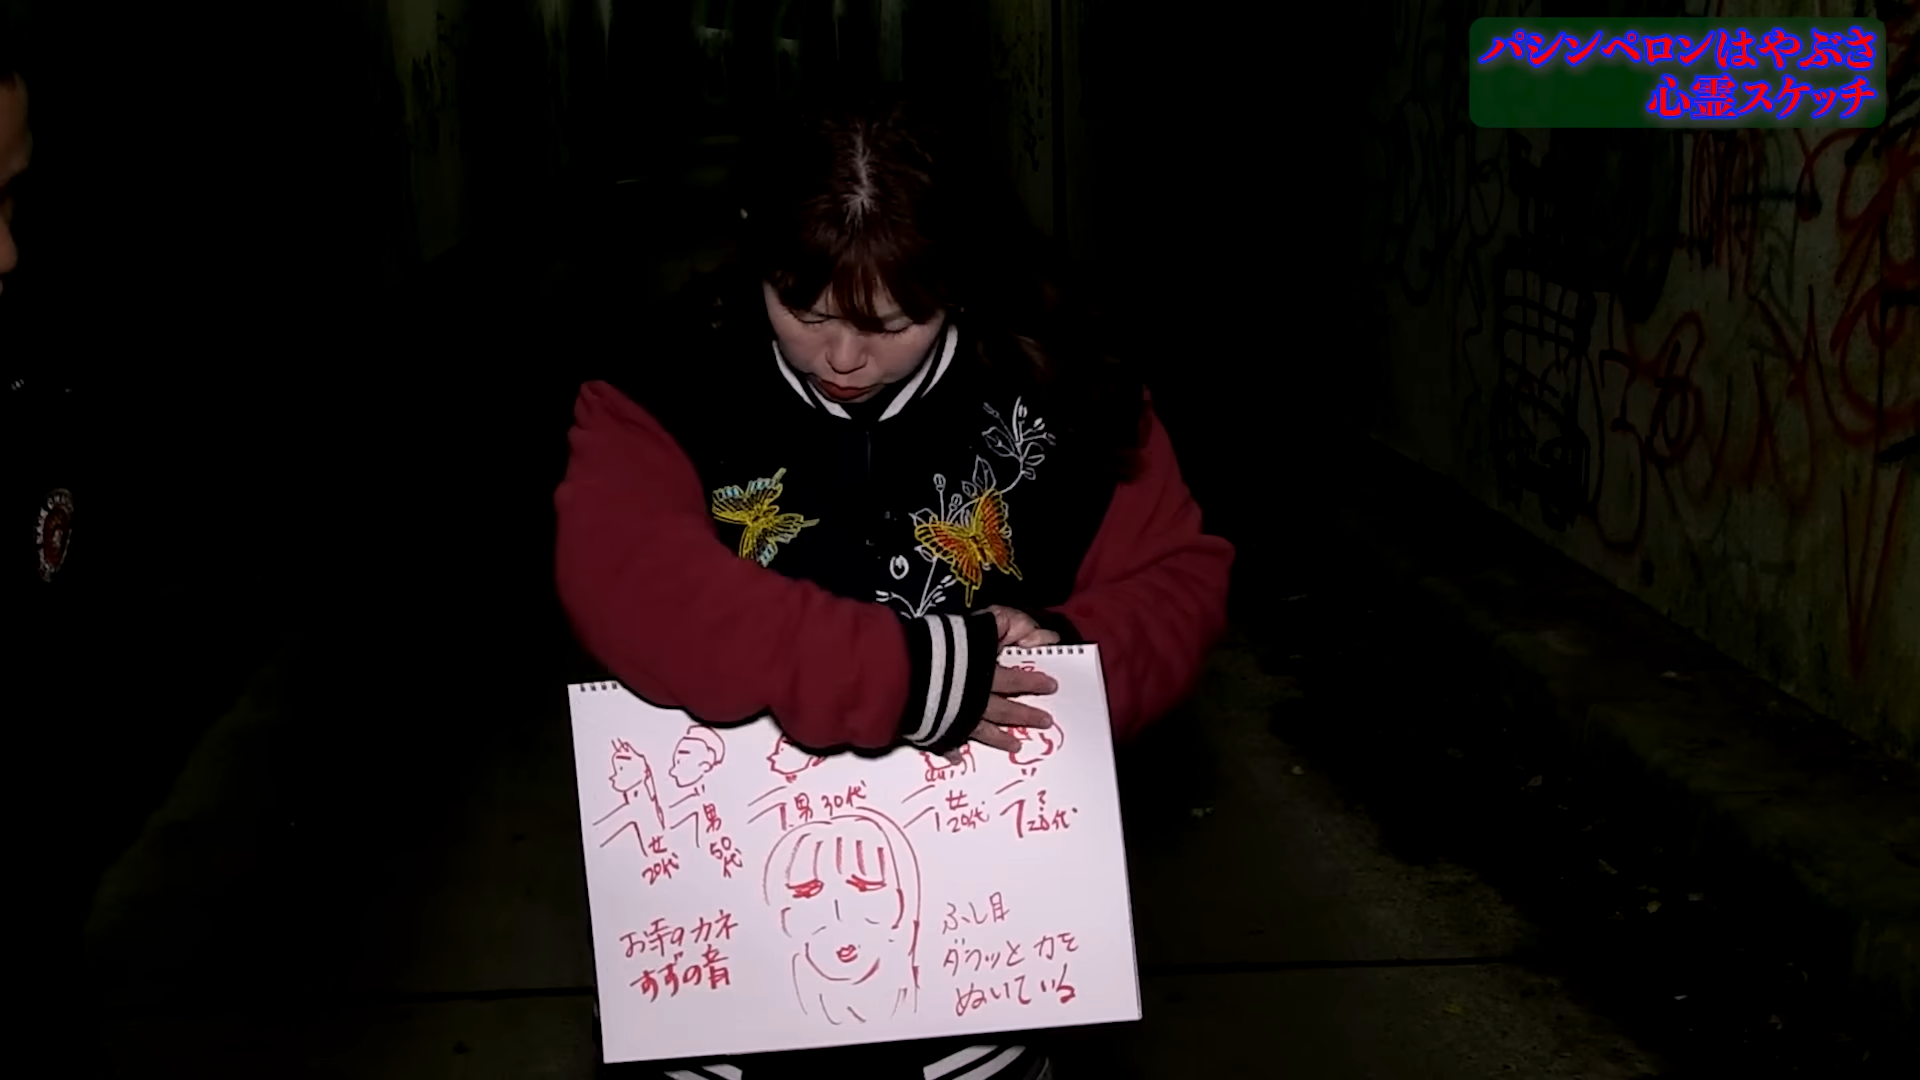 パシンペロンはやぶさ
心霊スケッチ
女
20代
男
50代
男 30代
女
20代
?
20代
お寺のカネ
すずの音
ふし目
ダラッと力を
ぬいている